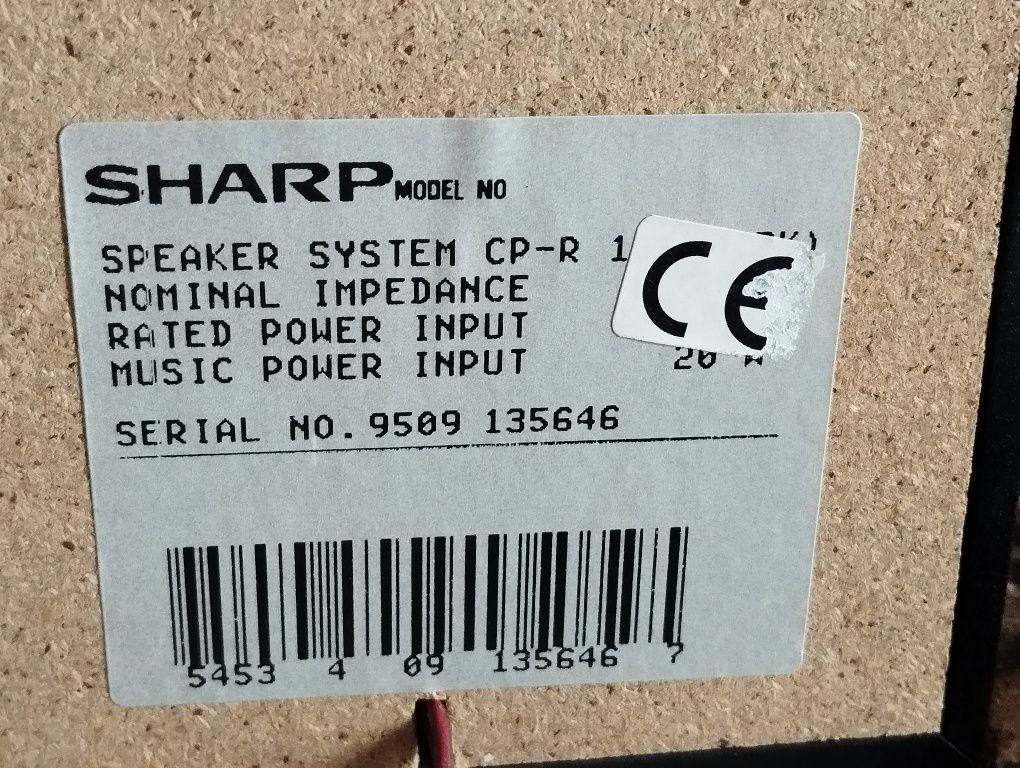 SHARP MODEL NO
SPEAKER SYSTEM CP-R 1
NOMINAL IMPEDANCE
RATED POWER INPUT
MUSIC POWER INPUT 20 W
CE
SERIAL NO. 9509 135646
5453 4 09 135646 7